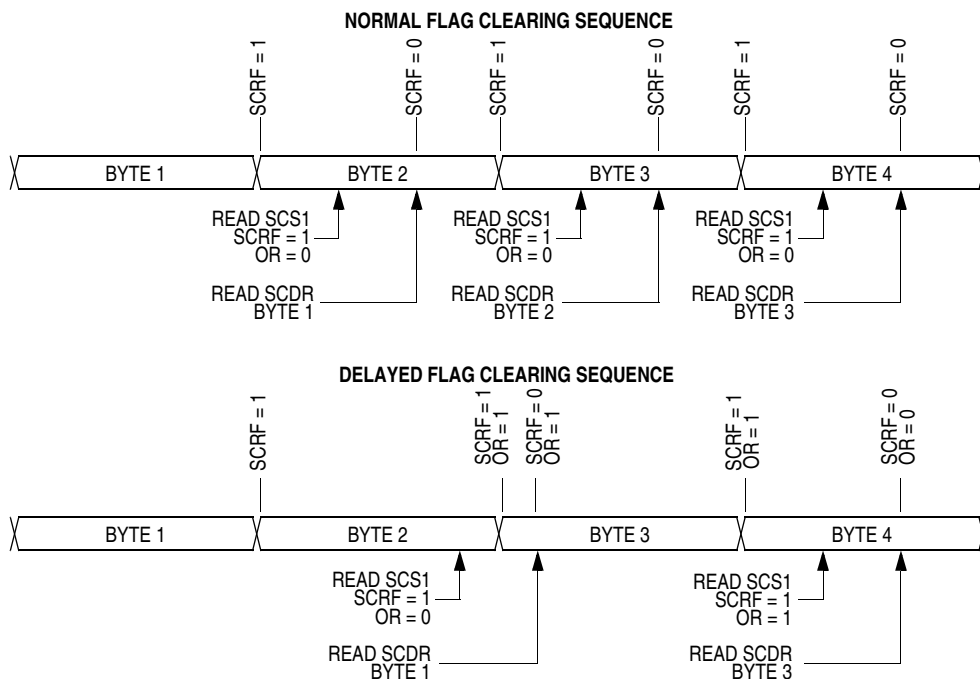 NORMAL FLAG CLEARING SEQUENCE
SCRF = 1
SCRF = 0
SCRF = 1
SCRF = 0
SCRF = 1
SCRF = 0
BYTE 1
BYTE 2
BYTE 3
BYTE 4
READ SCS1
SCRF = 1
OR = 0
READ SCS1
SCRF = 1
OR = 0
READ SCS1
SCRF = 1
OR = 0
READ SCDR
BYTE 1
READ SCDR
BYTE 2
READ SCDR
BYTE 3
DELAYED FLAG CLEARING SEQUENCE
SCRF = 1
SCRF = 1
OR = 1
SCRF = 0
OR = 1
SCRF = 1
OR = 1
SCRF = 0
OR = 0
BYTE 1
BYTE 2
BYTE 3
BYTE 4
READ SCS1
SCRF = 1
OR = 0
READ SCS1
SCRF = 1
OR = 1
READ SCDR
BYTE 1
READ SCDR
BYTE 3